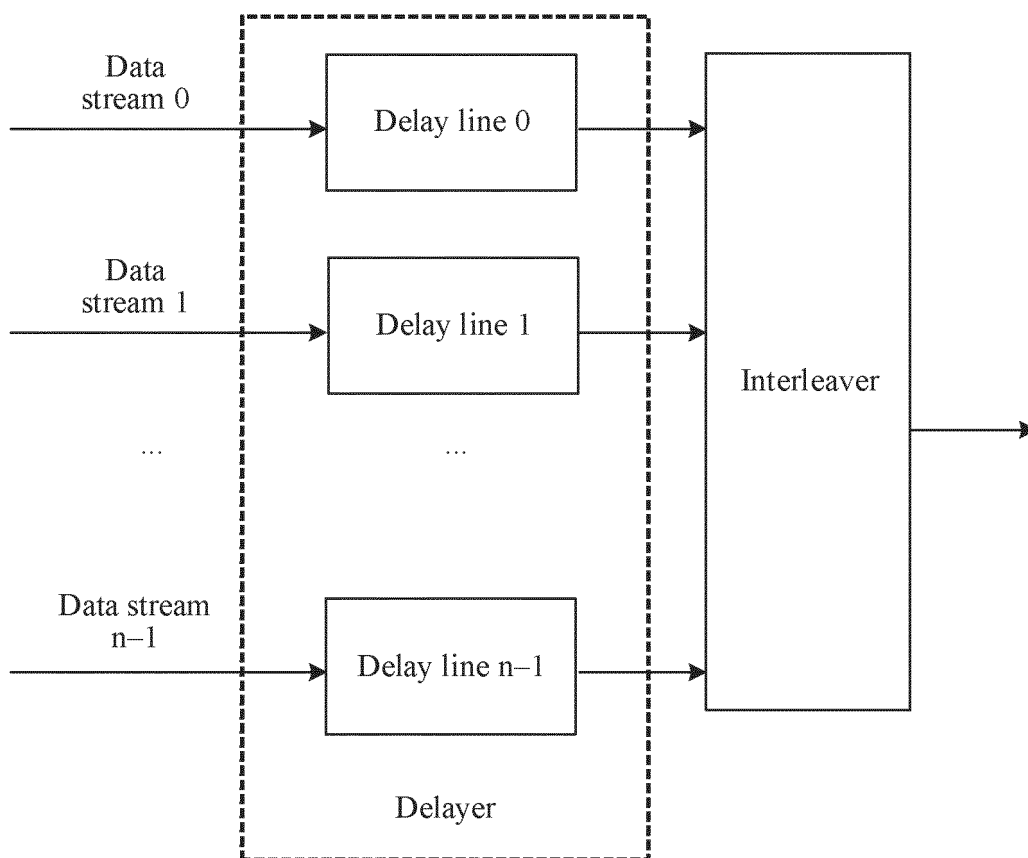 Data
stream 0
Delay line 0
Data
stream 1
Delay line 1
Interleaver
...
...
Data stream
n–1
Delay line n–1
Delayer